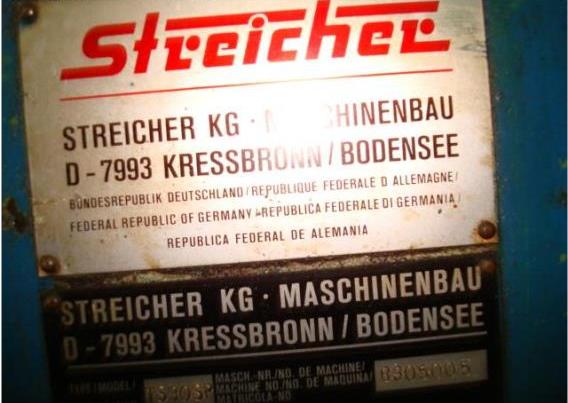 Streicher
STREICHER KG · MASCHINENBAU
D-7993 KRESSBRONN/BODENSEE
BUNDESREPUBLIK DEUTSCHLAND/REPUBLIQUE FEDERALE D ALLEMAGNE/
FEDERAL REPUBLIC OF GERMANY-REPUBLICA FEDERALE DI GERMANIA/
REPUBLICA FEDERAL DE ALEMANIA
STREICHER KG · MASCHINENBAU
D-7993 KRESSBRONN/BODENSEE
TYPE/MODEL/
MASCH.-NR./NO. DE MACHINE/
MACHINE NO./NO. DE MAQUINA/
MATRICOLA-NO